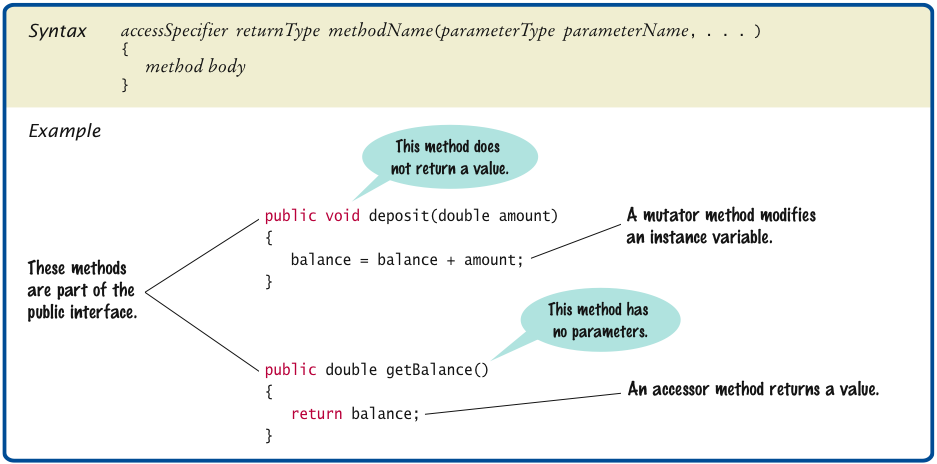 Syntax accessSpecifier returnType methodName(parameterType parameterName, . . . )
{
method body
}
Example
This method does
not return a value.
public void deposit(double amount)
{
balance = balance + amount;
}
A mutator method modifies
an instance variable.
These methods
are part of the
public interface.
This method has
no parameters.
public double getBalance()
{
return balance;
}
An accessor method returns a value.